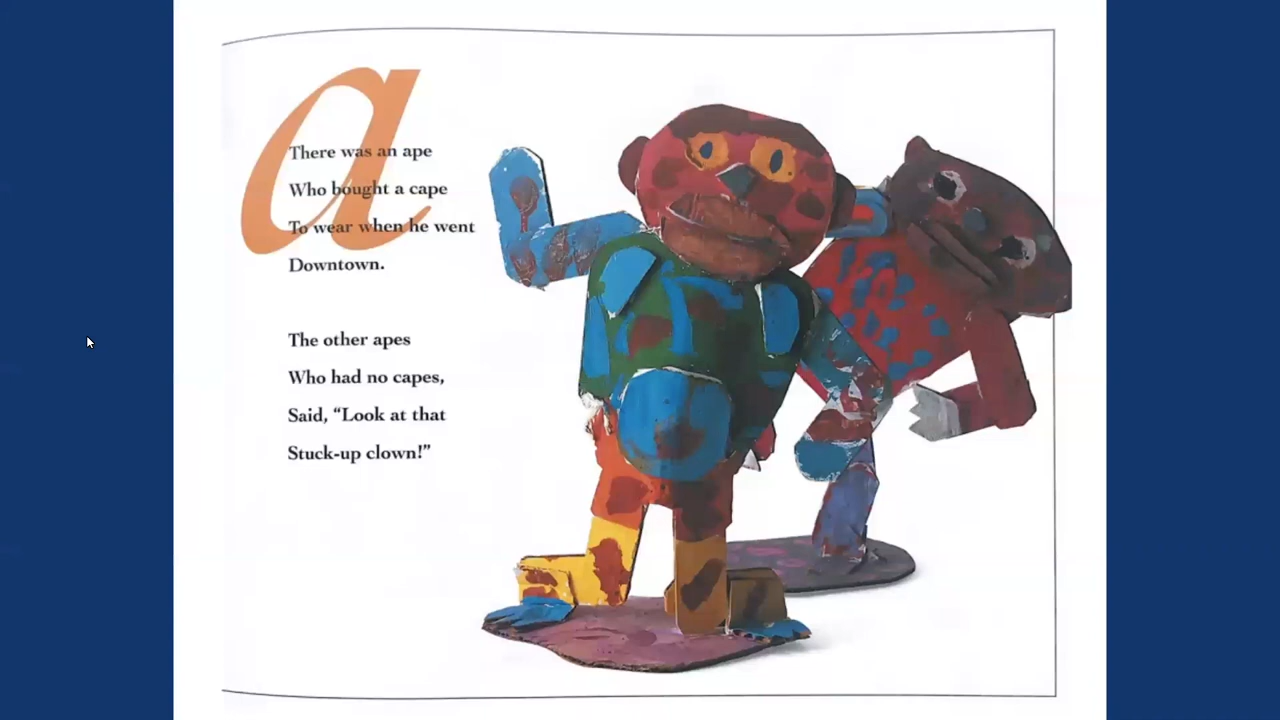 a
There was an ape
Who bought a cape
To wear when he went
Downtown.
The other apes
Who had no capes,
Said, “Look at that
Stuck-up clown!”